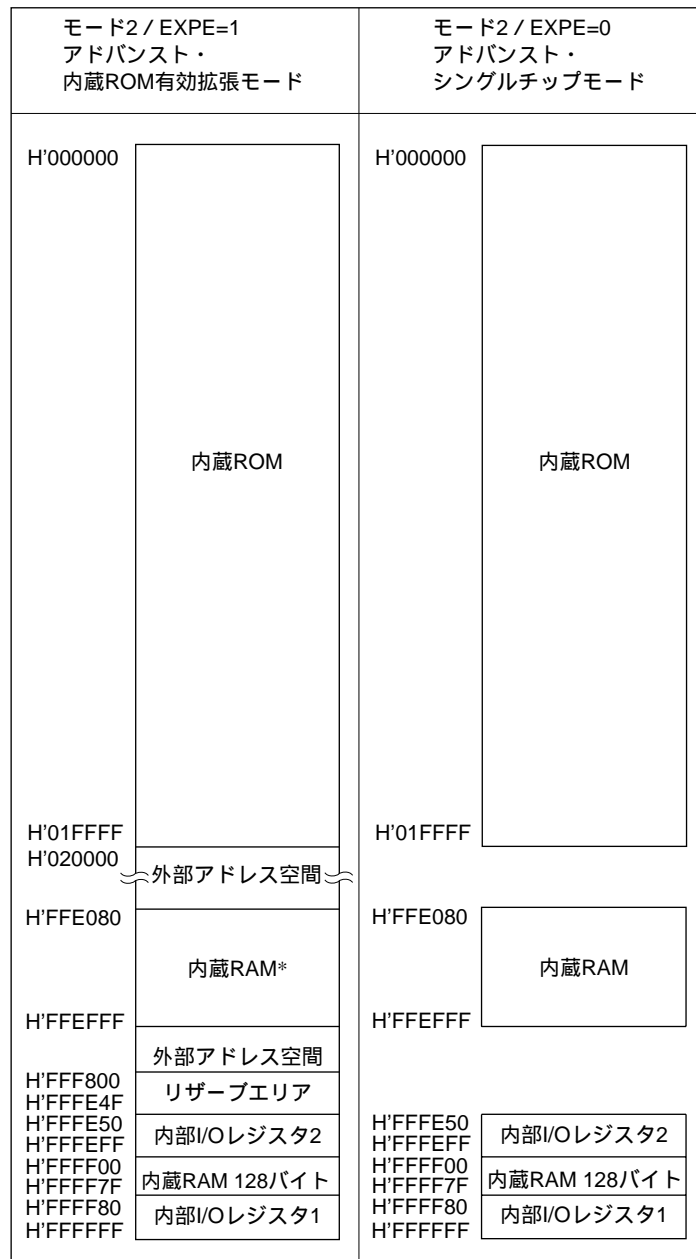 モード2 / EXPE=1
アドバンスト・
内蔵ROM有効拡張モード
H'000000
内蔵ROM
H'01FFFF
H'020000
外部アドレス空間
H'FFE080
内蔵RAM*
H'FFEFFF
外部アドレス空間
H'FFF800
リザーブエリア
H'FFFE4F
H'FFFE50
内部I/Oレジスタ2
H'FFFEFF
H'FFFF00
内蔵RAM 128バイト
H'FFFF7F
H'FFFF80
内部I/Oレジスタ1
H'FFFFFF
モード2 / EXPE=0
アドバンスト・
シングルチップモード
H'000000
内蔵ROM
H'01FFFF
H'FFE080
内蔵RAM
H'FFEFFF
H'FFFE50
内部I/Oレジスタ2
H'FFFEFF
H'FFFF00
内蔵RAM 128バイト
H'FFFF7F
H'FFFF80
内部I/Oレジスタ1
H'FFFFFF